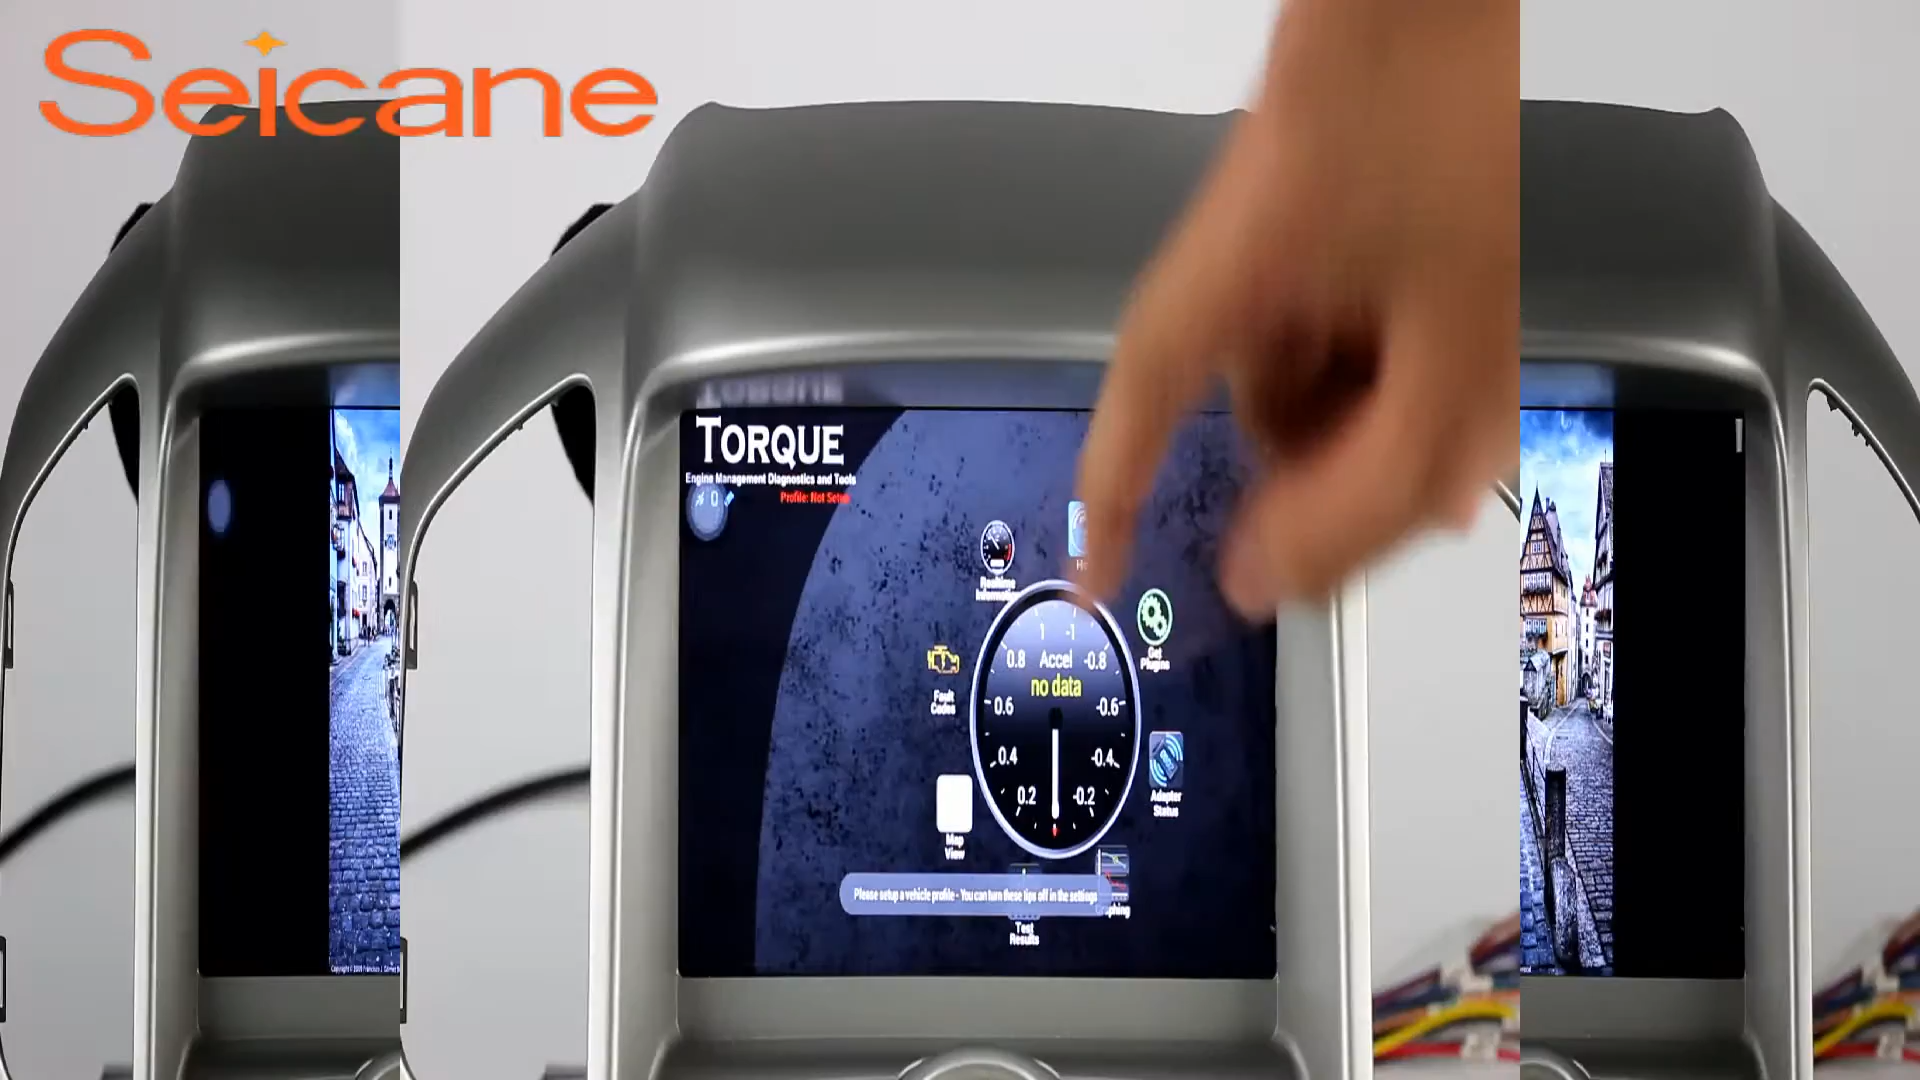 Seicane
TORQUE
Engine Management Diagnostics and Tools
Profile: Not Setup
Realtime
Information
Get
Plugins
1 -1
0.8 Accel -0.8
no data
Fault
Codes
0.6 -0.6
0.4 -0.4
0.2 -0.2
Adapter
Status
Map
View
Please setup a vehicle profile - You can turn these tips off in the settings
Test
Results